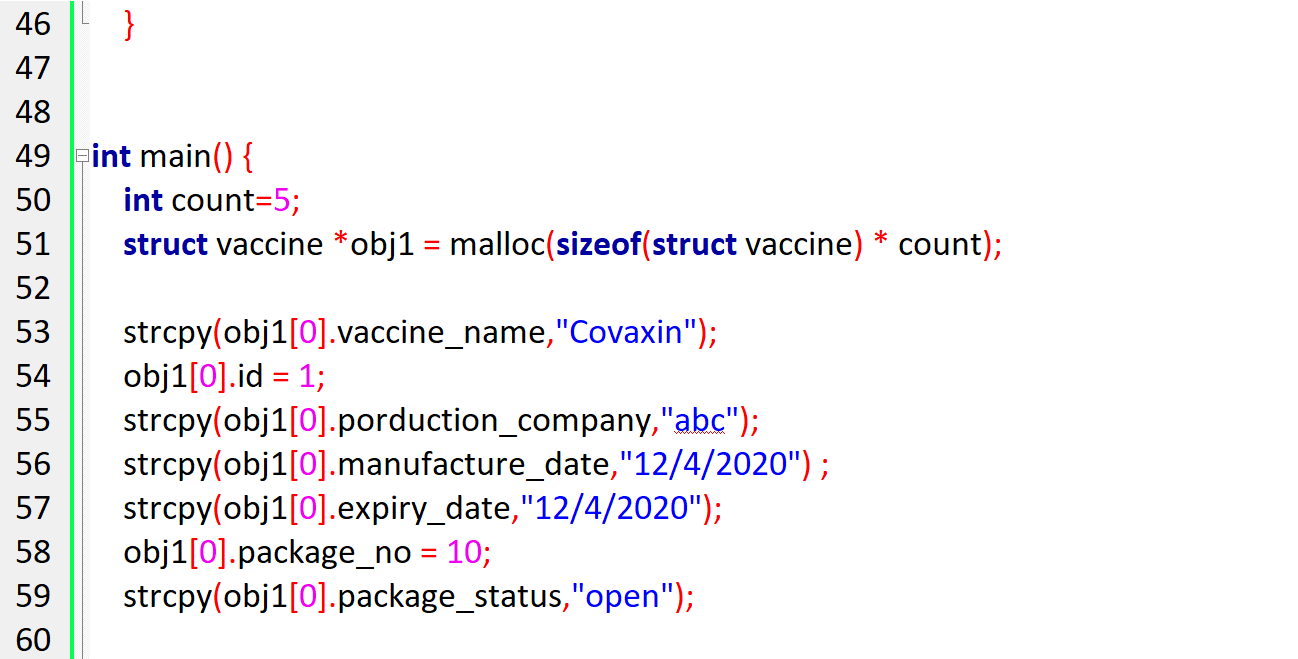 46 }
47
48
49 int main() {
50 int count=5;
51 struct vaccine *obj1 = malloc(sizeof(struct vaccine) * count);
52
53 strcpy(obj1[0].vaccine_name,"Covaxin");
54 obj1[0].id = 1;
55 strcpy(obj1[0].porduction_company,"abc");
56 strcpy(obj1[0].manufacture_date,"12/4/2020") ;
57 strcpy(obj1[0].expiry_date,"12/4/2020");
58 obj1[0].package_no = 10;
59 strcpy(obj1[0].package_status,"open");
60